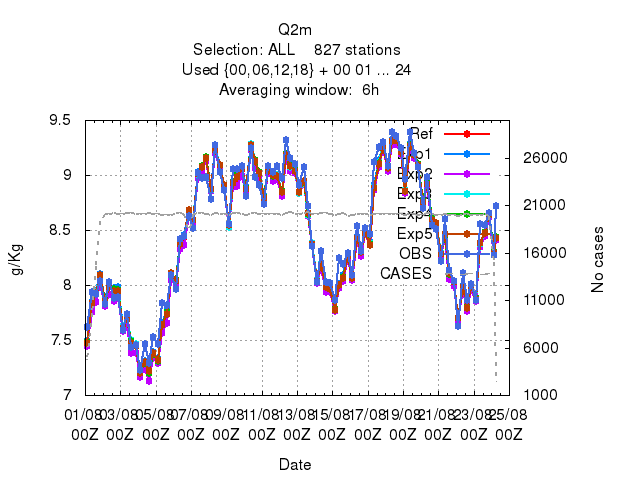 Q2m
Selection: ALL    827 stations
Used {00,06,12,18} + 00 01 ... 24
Averaging window:  6h
9.5
9
8.5
8
7.5
7
g/Kg
26000
21000
16000
11000
6000
1000
No cases
Ref
Exp1
Exp2
Exp3
Exp4
Exp5
OBS
CASES
01/08 03/08 05/08 07/08 09/08 11/08 13/08 15/08 17/08 19/08 21/08 23/08 25/08
00Z 00Z 00Z 00Z 00Z 00Z 00Z 00Z 00Z 00Z 00Z 00Z 00Z
Date